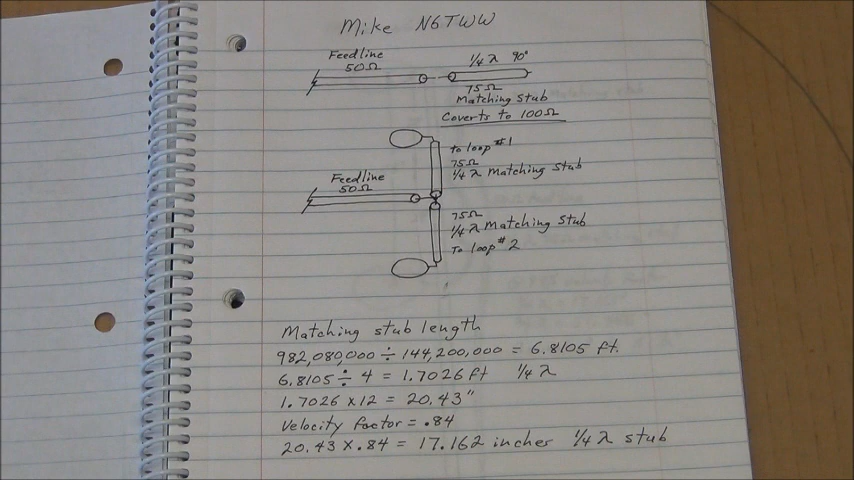 Mike N6TWW
Feedline
50Ω
1/4 λ 90°
75Ω
Matching Stub
Coverts to 100Ω
to loop #1
75Ω
1/4 λ Matching Stub
Feedline
50Ω
75Ω
1/4 λ Matching Stub
To loop #2
Matching stub length
982,080,000 ÷ 144,200,000 = 6.8105 ft.
6.8105 ÷ 4 = 1.7026 ft 1/4 λ
1.7026 x 12 = 20.43"
Velocity factor = .84
20.43 x .84 = 17.162 inches 1/4 λ stub